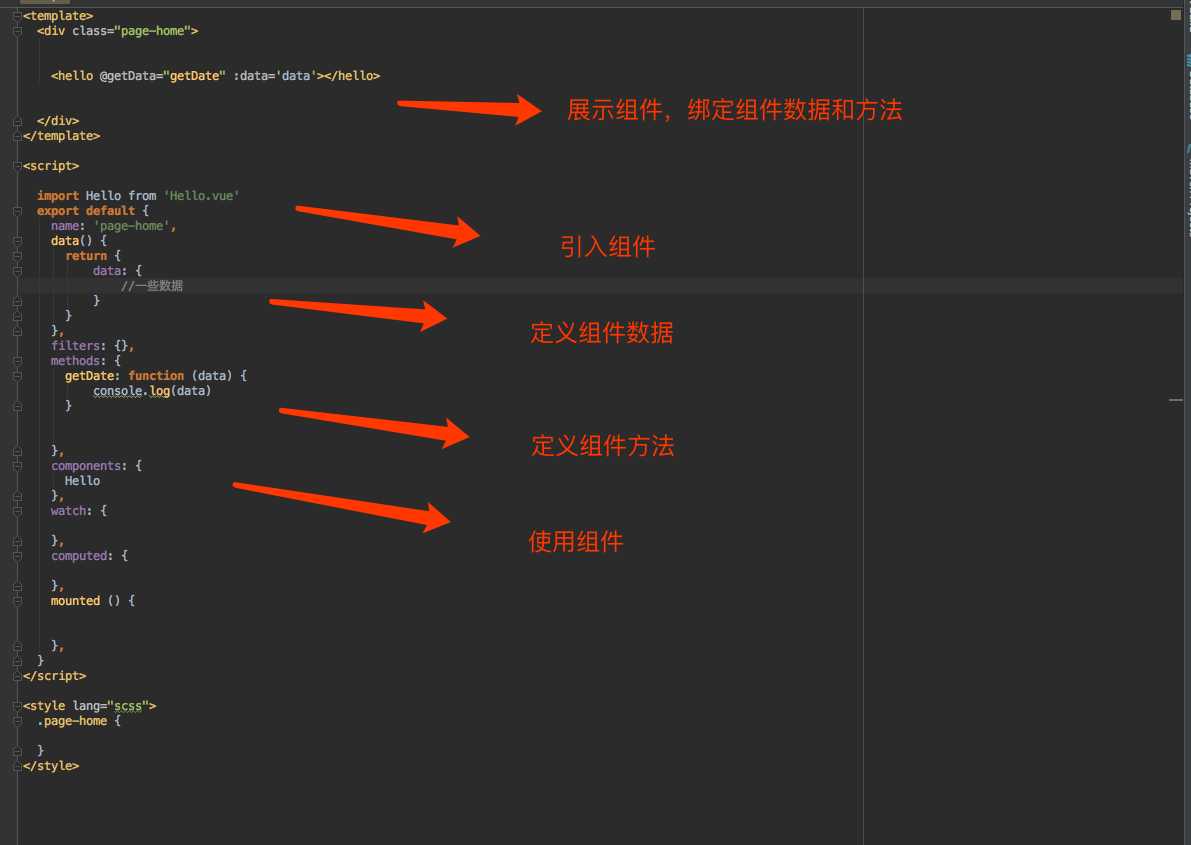 <template>
<div class="page-home">
<hello @getData="getDate" :data='data'></hello>
展示组件，绑定组件数据和方法
</div>
</template>
<script>
import Hello from 'Hello.vue'
export default {
name: 'page-home',
引入组件
data() {
return {
data: {
//一些数据
}
定义组件数据
}
},
filters: {},
methods: {
getDate: function (data) {
console.log(data)
}
定义组件方法
},
components: {
Hello
},
使用组件
watch: {
},
computed: {
},
mounted () {
},
}
</script>
<style lang="scss">
.page-home {
}
</style>